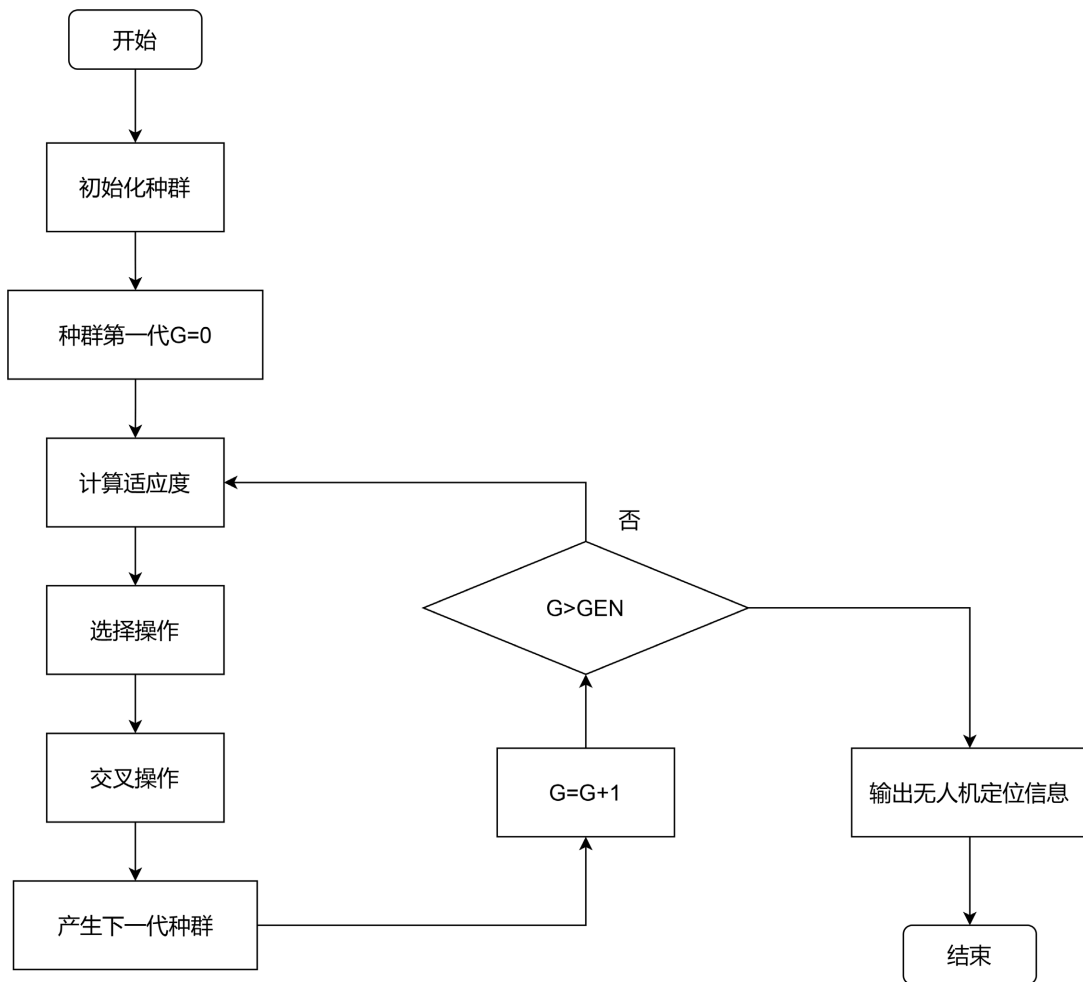 开始
初始化种群
种群第一代G=0
计算适应度
选择操作
交叉操作
产生下一代种群
G=G+1
G>GEN
否
输出无人机定位信息
结束